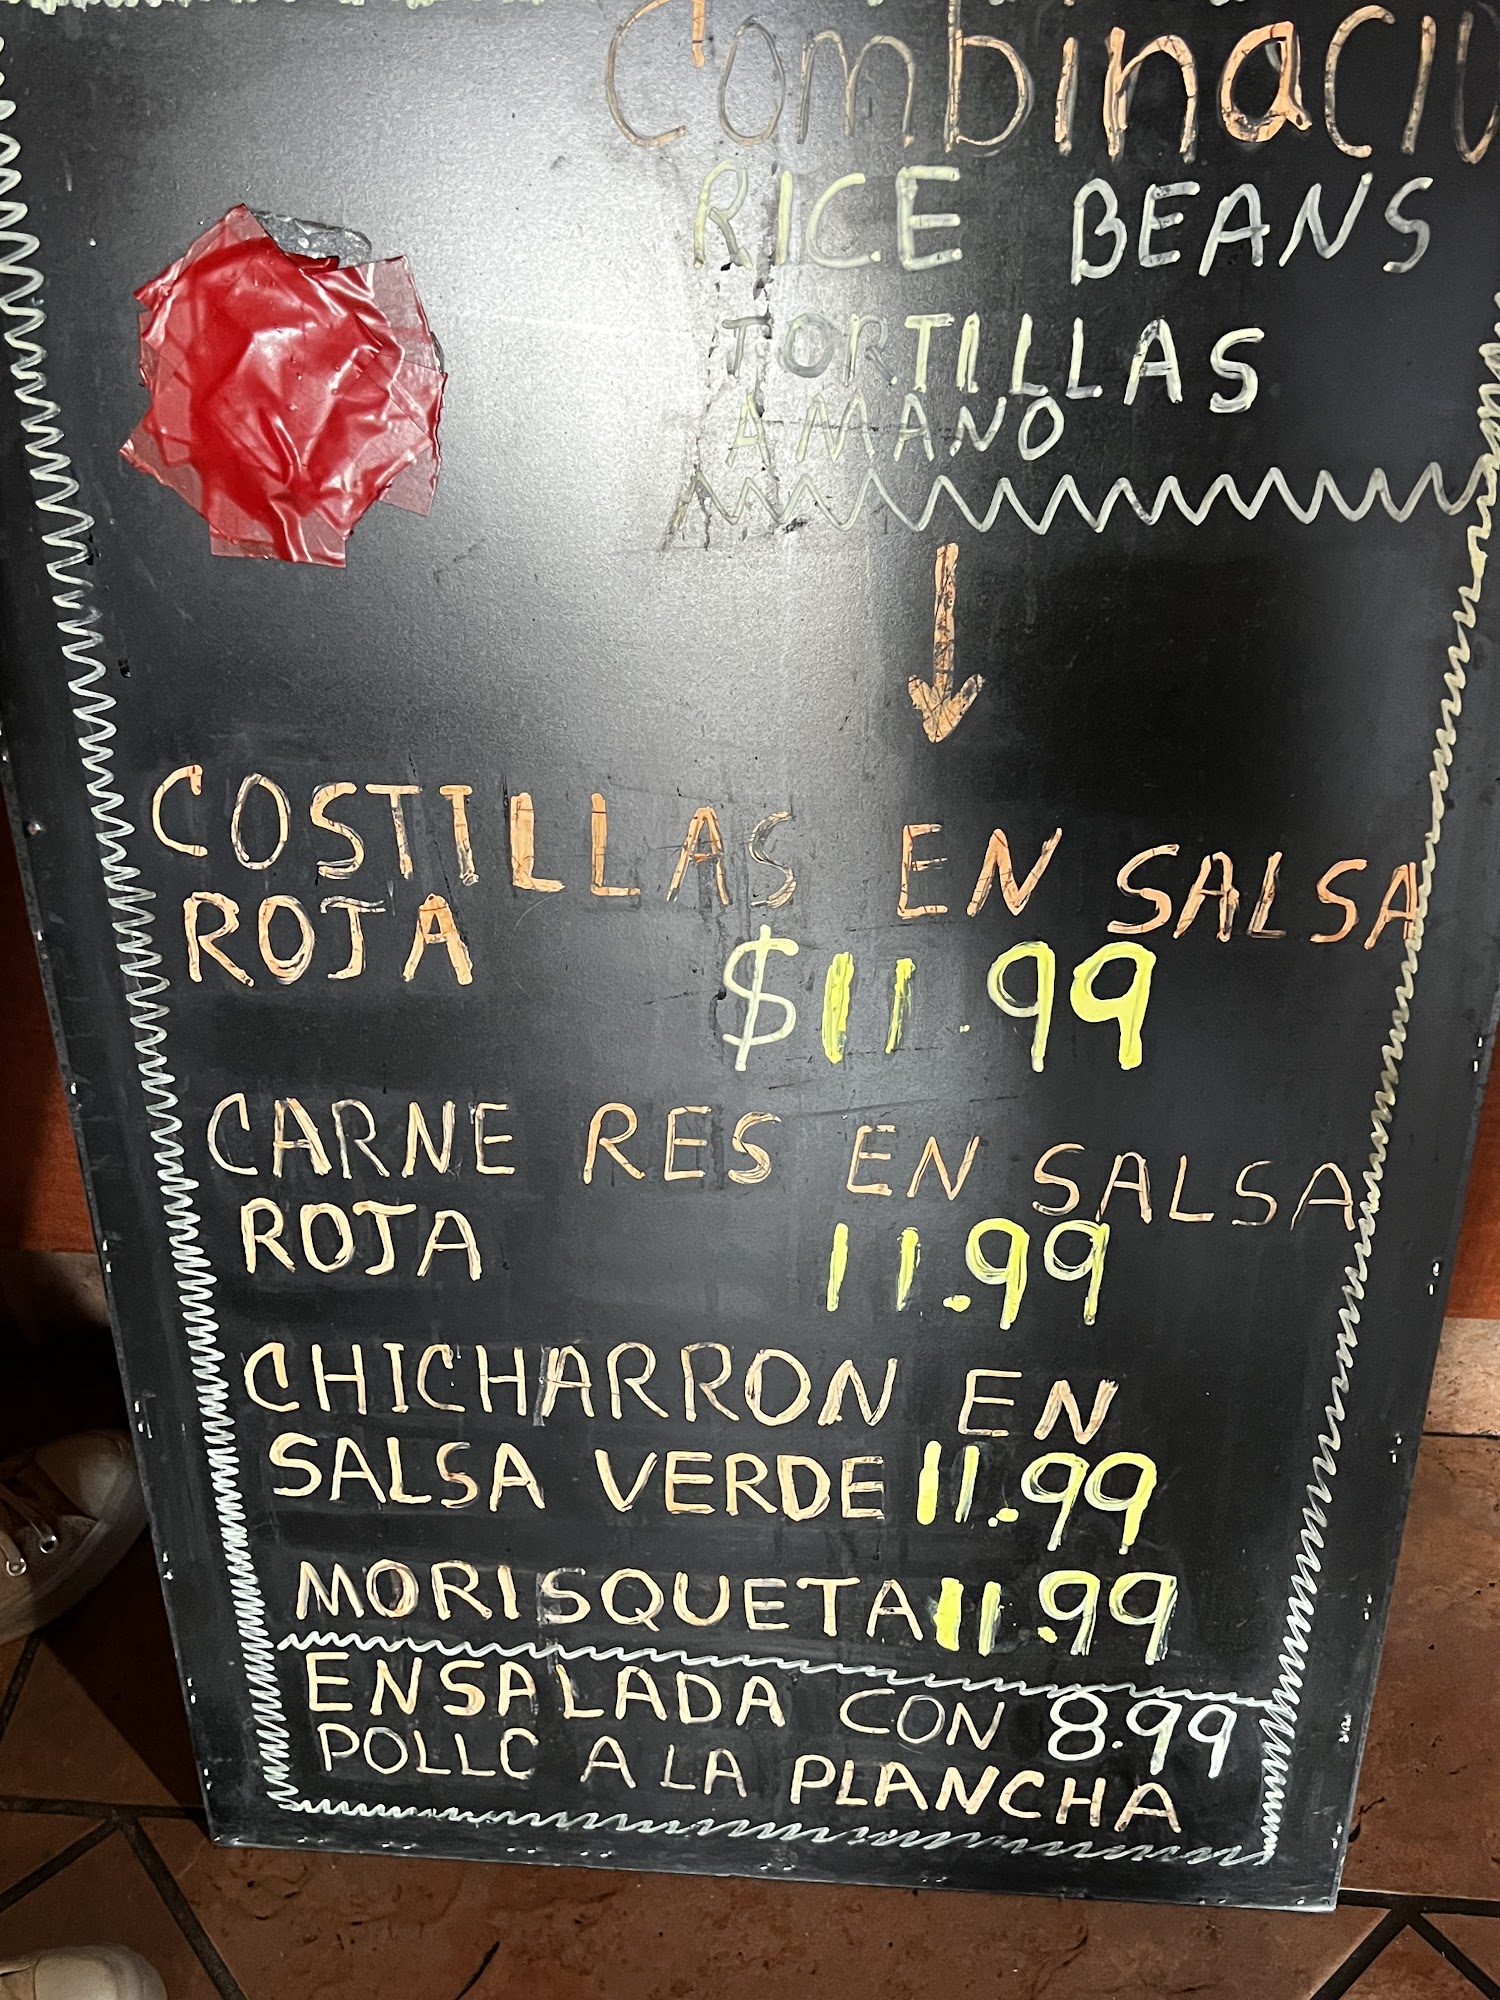 Combinacio
RICE BEANS
TORTILLAS
A MANO
COSTILLAS EN SALSA
ROJA $11.99
CARNE RES EN SALSA
ROJA 11.99
CHICHARRON EN
SALSA VERDE 11.99
MORISQUETA 11.99
ENSALADA CON 8.99
POLLO A LA PLANCHA